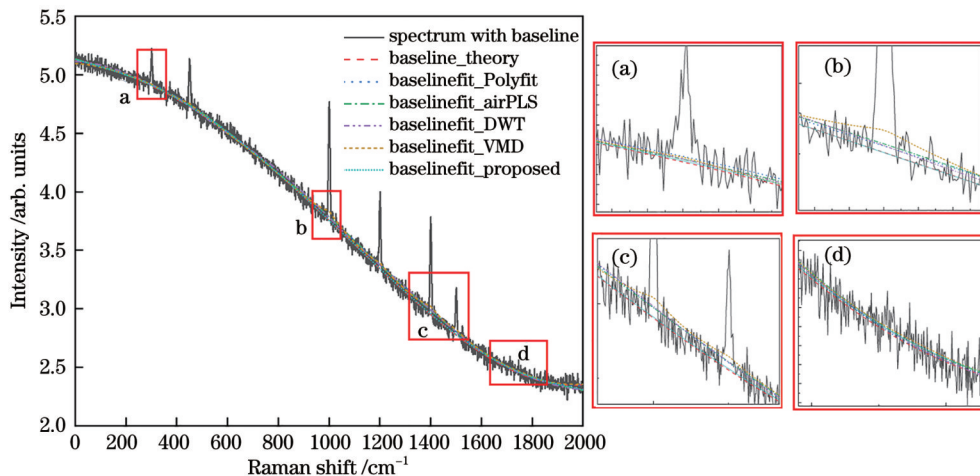 5.5
5.0
4.5
4.0
3.5
3.0
2.5
2.0
Intensity /arb. units
0 200 400 600 800 1000 1200 1400 1600 1800 2000
Raman shift /cm⁻¹
spectrum with baseline
baseline_theory
baselinefit_Polyfit
baselinefit_airPLS
baselinefit_DWT
baselinefit_VMD
baselinefit_proposed
a
b
c
d
(a)
(b)
(c)
(d)